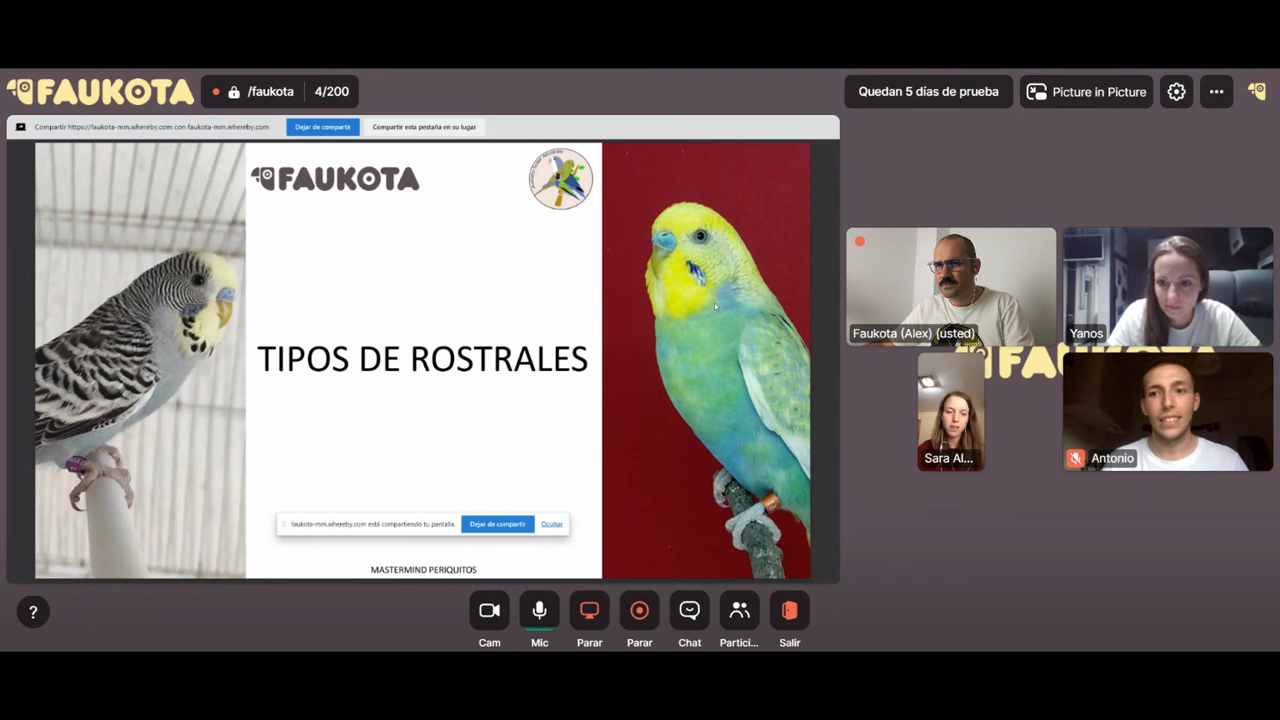 FAUKOTA
/faukota
4/200
Quedan 5 días de prueba
Picture in Picture
Compartir https://faukota-mm.whereby.com con faukota-mm.whereby.com
Dejar de compartir
Compartir esta pestaña en su lugar
FAUKOTA
TIPOS DE ROSTRALES
faukota-mm.whereby.com está compartiendo tu pantalla.
Dejar de compartir
Ocultar
MASTERMIND PERIQUITOS
Faukota (Alex) (usted)
Yanos
FAUKOTA
Sara Al...
Antonio
?
Cam
Mic
Parar
Parar
Chat
Partici...
Salir